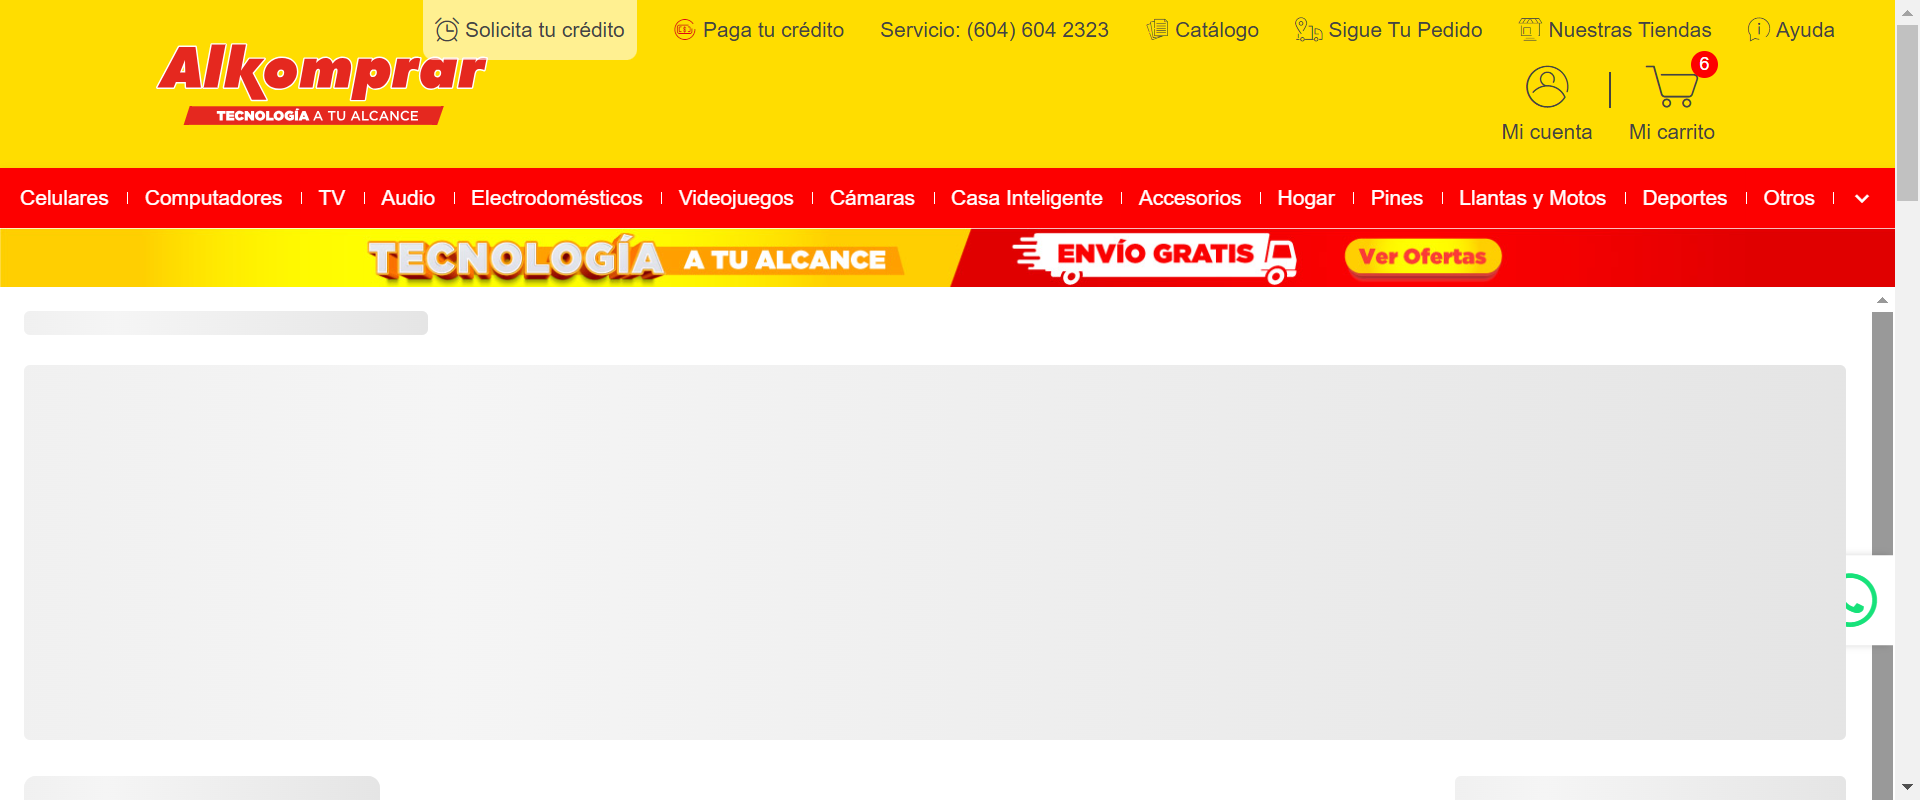 Solicita tu crédito
Paga tu crédito
Servicio: (604) 604 2323
Catálogo
Sigue Tu Pedido
Nuestras Tiendas
Ayuda
Alkomprar
TECNOLOGÍA A TU ALCANCE
6
Mi cuenta
Mi carrito
Celulares
Computadores
TV
Audio
Electrodomésticos
Videojuegos
Cámaras
Casa Inteligente
Accesorios
Hogar
Pines
Llantas y Motos
Deportes
Otros
TECNOLOGÍA A TU ALCANCE
ENVÍO GRATIS
Ver Ofertas